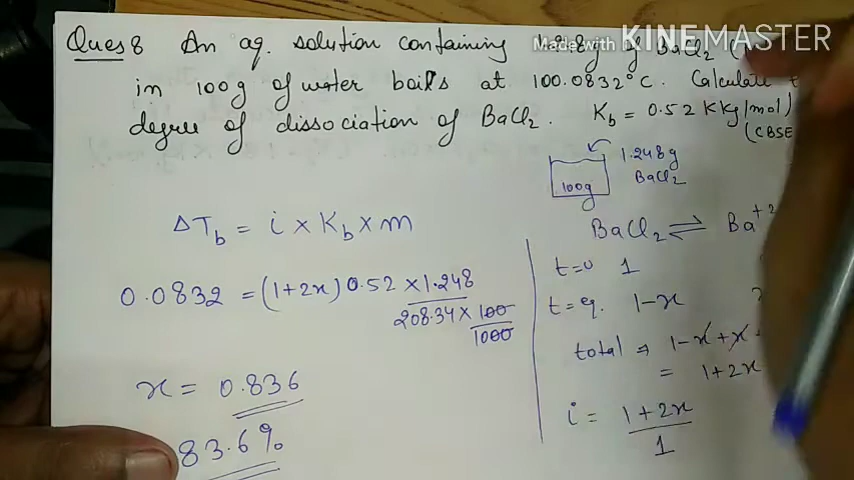 Made with KINEMASTER
Ques 8 An aq. solution containing of BaCl2
in 100g of water boils at 100.0832°C. Calculate
degree of dissociation of BaCl2. Kb = 0.52 K Kg/mol)
(CBSE
1.248g
100g BaCl2
ΔTb = i × Kb × m
BaCl2 ⇌ Ba+2
t=0 1
0.0832 = (1+2x) 0.52 × 1.248
208.34 × 100
1000
t = eq. 1-x
total ⇒ 1-x+x
= 1+2x
x = 0.836
i = 1+2x
1
83.6%